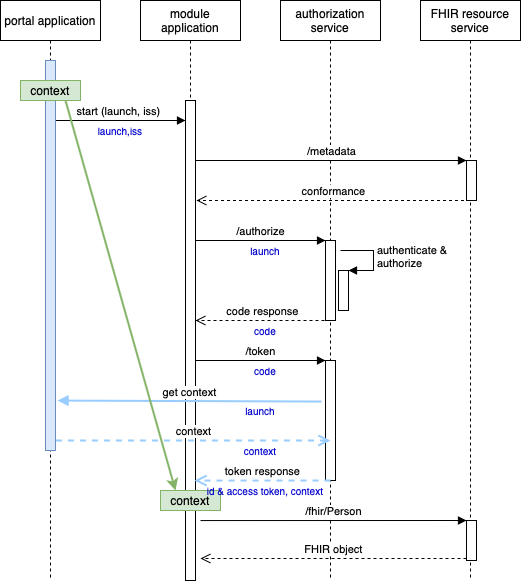 portal application
module
application
authorization
service
FHIR resource
service
context
start (launch, iss)
launch,iss
/metadata
conformance
/authorize
launch
authenticate &
authorize
code response
code
/token
code
get context
launch
context
context
token response
id & access token, context
context
/fhir/Person
FHIR object